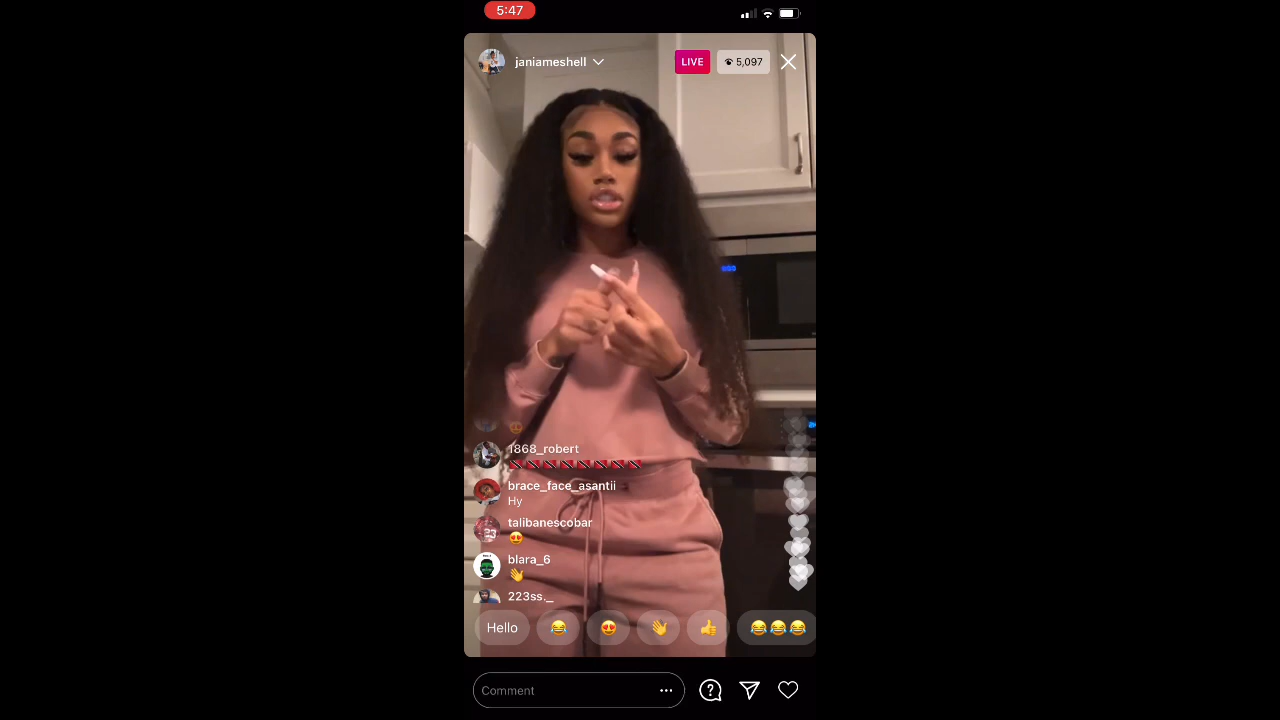 5:47
janiameshell
LIVE
5,097
1868_robert
brace_face_asantii
Hy
talibanescobar
blara_6
223ss._
Hello
Comment